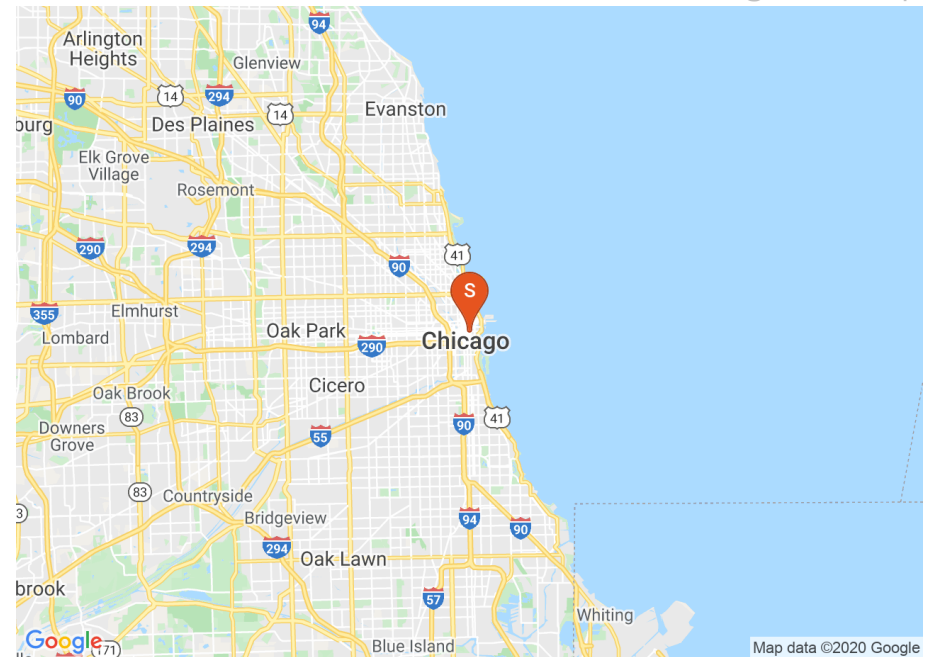 94
Arlington
Heights
Glenview
90
14
294
14
Evanston
burg
Des Plaines
Elk Grove
Village
Rosemont
290
294
41
90
S
355
Elmhurst
Oak Park
Lombard
290
Chicago
Cicero
Oak Brook
83
Downers
Grove
55
90
41
83
Countryside
3
Bridgeview
94
90
294
Oak Lawn
brook
57
Whiting
Google
171
Blue Island
Map data ©2020 Google